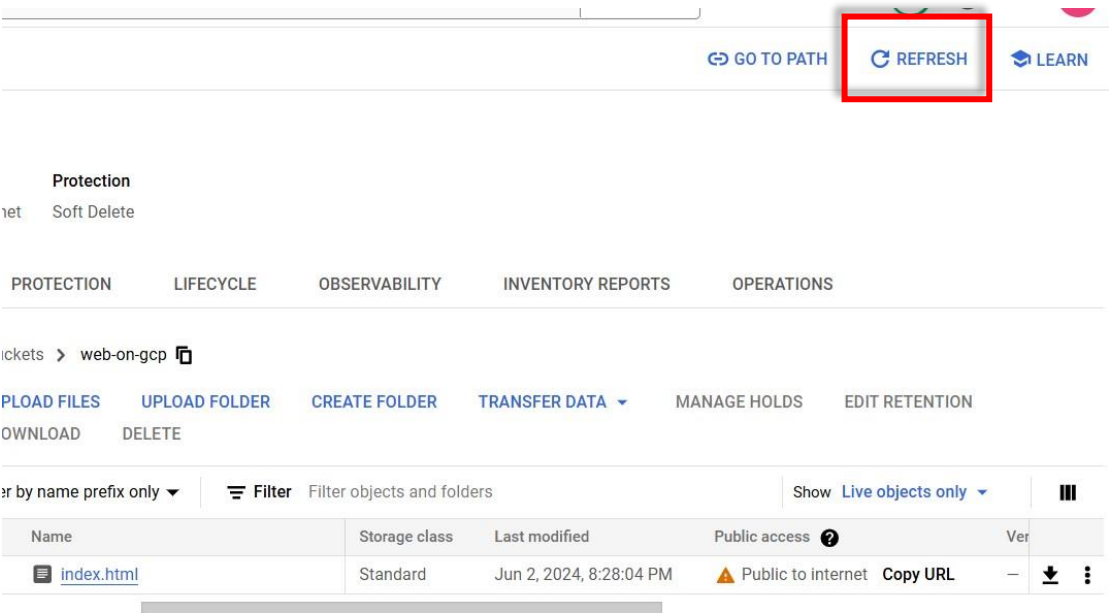 GO TO PATH REFRESH LEARN
Protection
net Soft Delete
PROTECTION LIFECYCLE OBSERVABILITY INVENTORY REPORTS OPERATIONS
uckets > web-on-gcp
PLOAD FILES UPLOAD FOLDER CREATE FOLDER TRANSFER DATA MANAGE HOLDS EDIT RETENTION
OWNLOAD DELETE
er by name prefix only Filter Filter objects and folders Show Live objects only
Name Storage class Last modified Public access Ver
index.html Standard Jun 2, 2024, 8:28:04 PM Public to internet Copy URL —